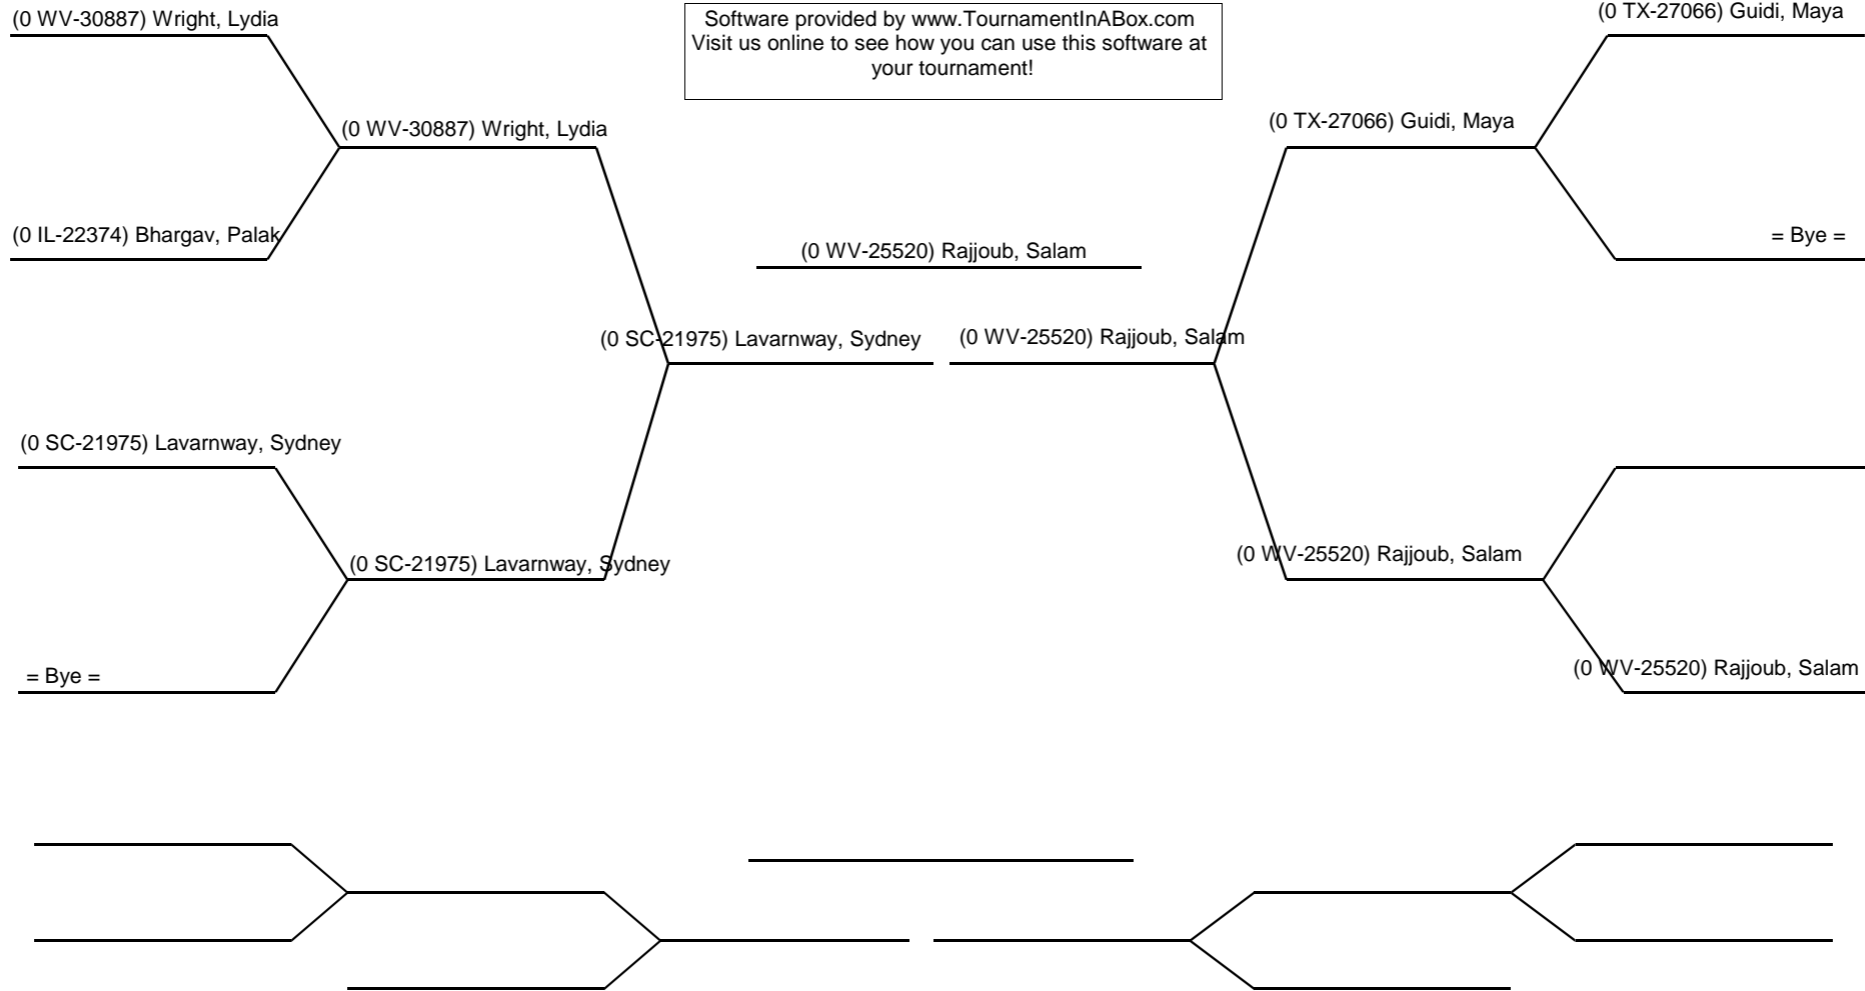 (0 WV-30887) Wright, Lydia
Software provided by www.TournamentInABox.com
Visit us online to see how you can use this software at
your tournament!
(0 TX-27066) Guidi, Maya
(0 WV-30887) Wright, Lydia
(0 TX-27066) Guidi, Maya
(0 IL-22374) Bhargav, Palak
(0 WV-25520) Rajjoub, Salam
= Bye =
(0 SC-21975) Lavarnway, Sydney
(0 WV-25520) Rajjoub, Salam
(0 SC-21975) Lavarnway, Sydney
(0 SC-21975) Lavarnway, Sydney
(0 WV-25520) Rajjoub, Salam
= Bye =
(0 WV-25520) Rajjoub, Salam